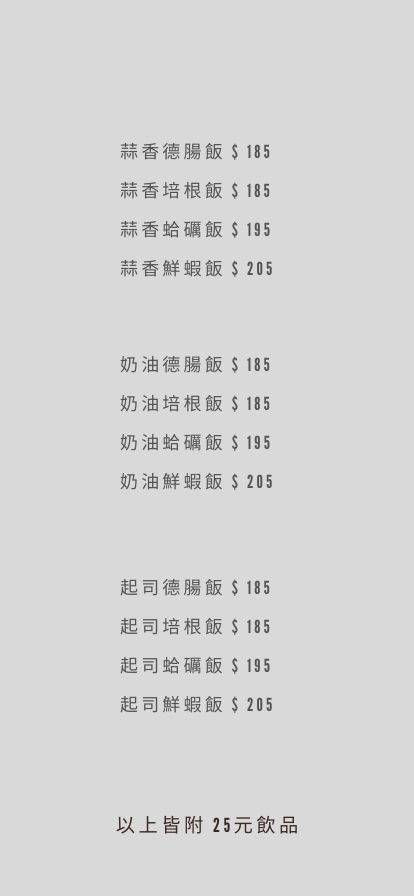 蒜香德腸飯 $ 185
蒜香培根飯 $ 185
蒜香蛤礪飯 $ 195
蒜香鮮蝦飯 $ 205
奶油德腸飯 $ 185
奶油培根飯 $ 185
奶油蛤礪飯 $ 195
奶油鮮蝦飯 $ 205
起司德腸飯 $ 185
起司培根飯 $ 185
起司蛤礪飯 $ 195
起司鮮蝦飯 $ 205
以上皆附 25元飲品